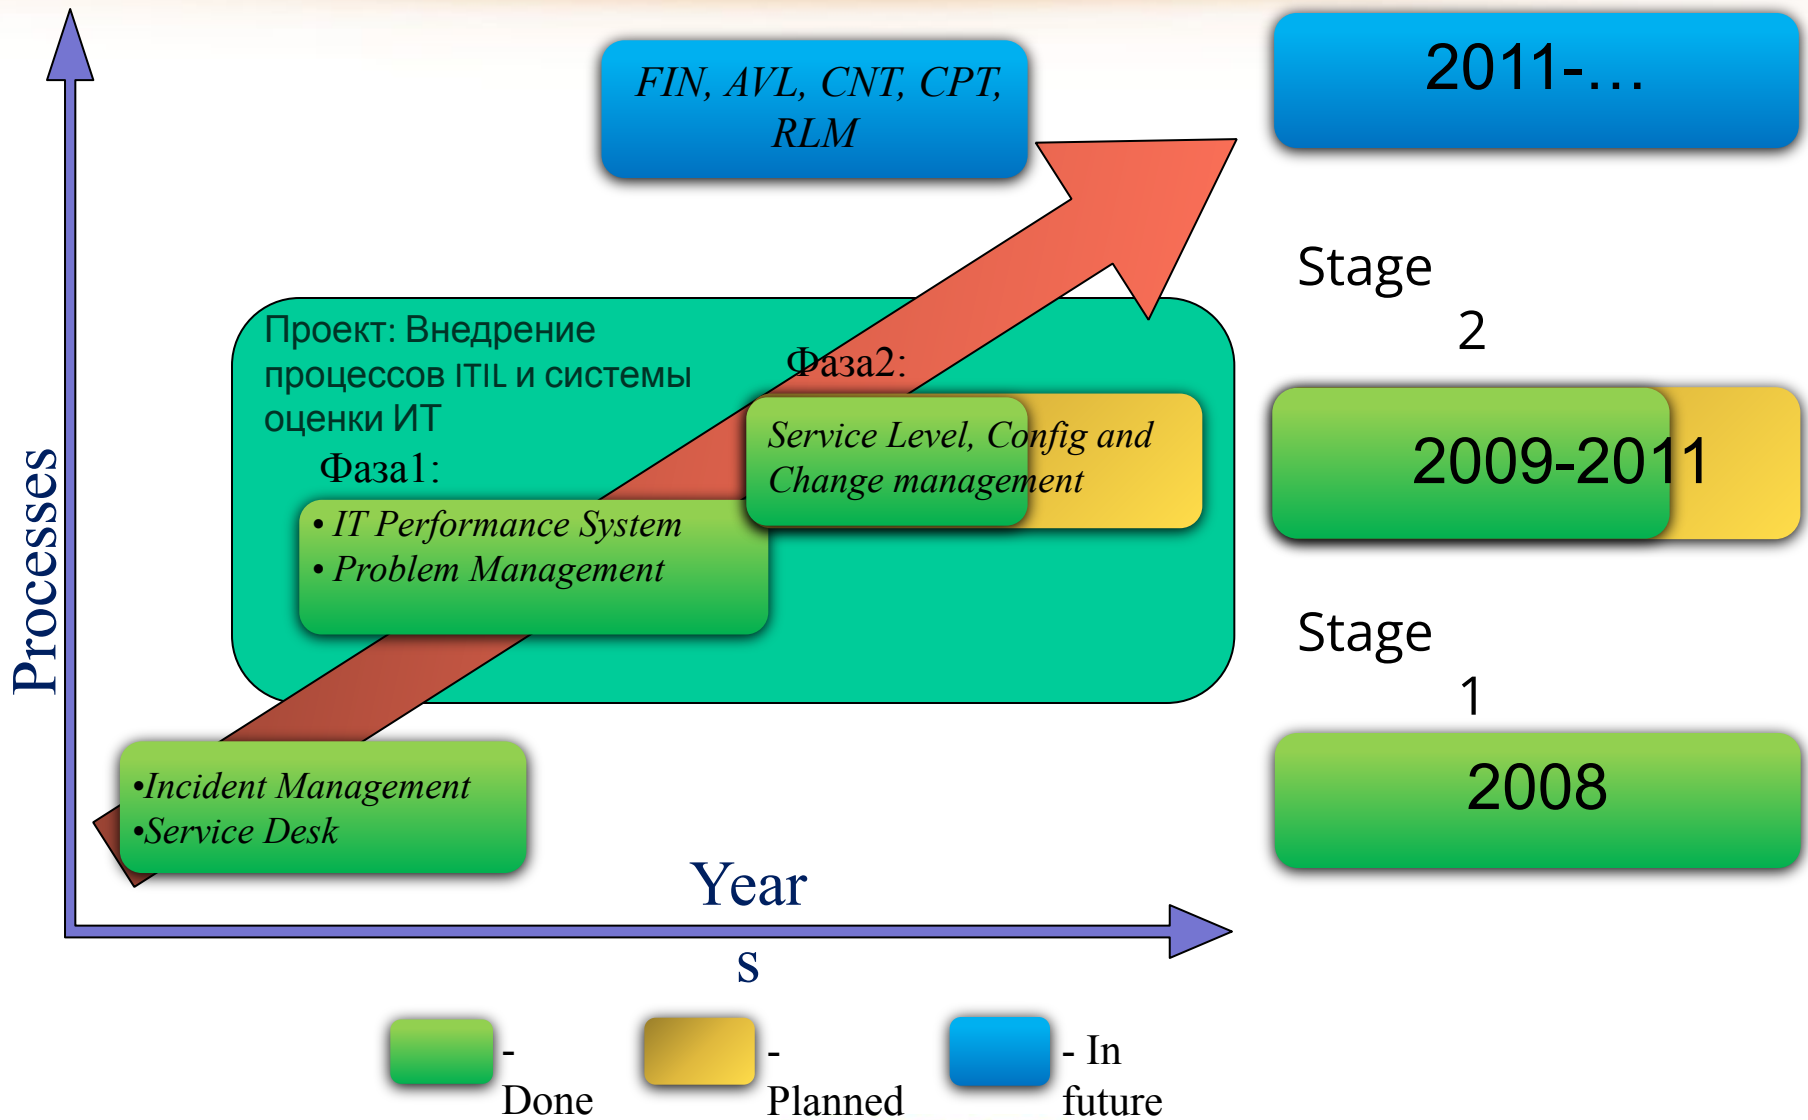 FIN, AVL, CNT, CPT,
RLM
2011-...
Stage
2
Проект: Внедрение
процессов ITIL и системы
оценки ИТ
Фаза2:
Service Level, Config and
Change management
2009-2011
Фаза1:
• IT Performance System
• Problem Management
Processes
Stage
1
•Incident Management
•Service Desk
2008
Year
s
-
Done
-
Planned
- In
future